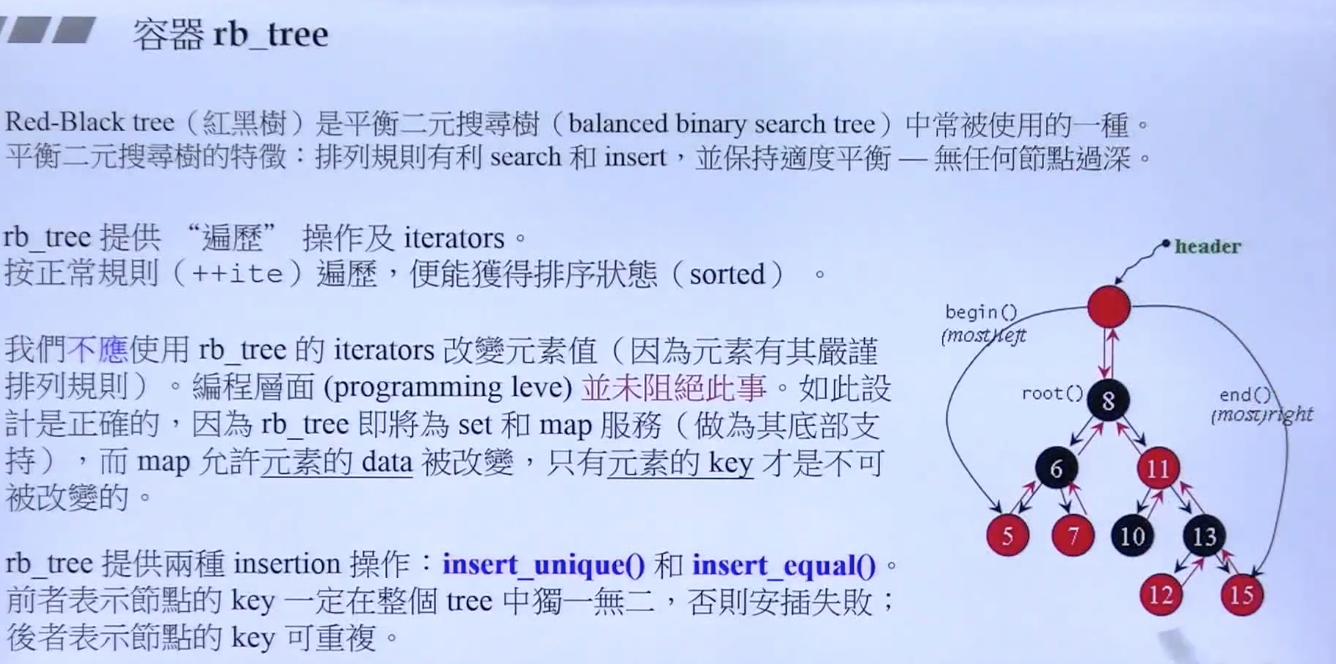 容器 rb_tree
Red-Black tree（紅黑樹）是平衡二元搜尋樹（balanced binary search tree）中常被使用的一種。
平衡二元搜尋樹的特徵：排列規則有利 search 和 insert，並保持適度平衡 — 無任何節點過深。
rb_tree 提供 “遍歷” 操作及 iterators。
按正常規則（++ite）遍歷，便能獲得排序狀態（sorted） 。
我們不應使用 rb_tree 的 iterators 改變元素值（因為元素有其嚴謹
排列規則）。編程層面 (programming leve) 並未阻絕此事。如此設
計是正確的，因為 rb_tree 即將為 set 和 map 服務（做為其底部支
持），而 map 允許元素的 data 被改變，只有元素的 key 才是不可
被改變的。
rb_tree 提供兩種 insertion 操作：insert_unique() 和 insert_equal()。
前者表示節點的 key 一定在整個 tree 中獨一無二，否則安插失敗；
後者表示節點的 key 可重複。
header
begin()
(most)left
end()
(most)right
root()
8
6
11
5
7
10
13
12
15